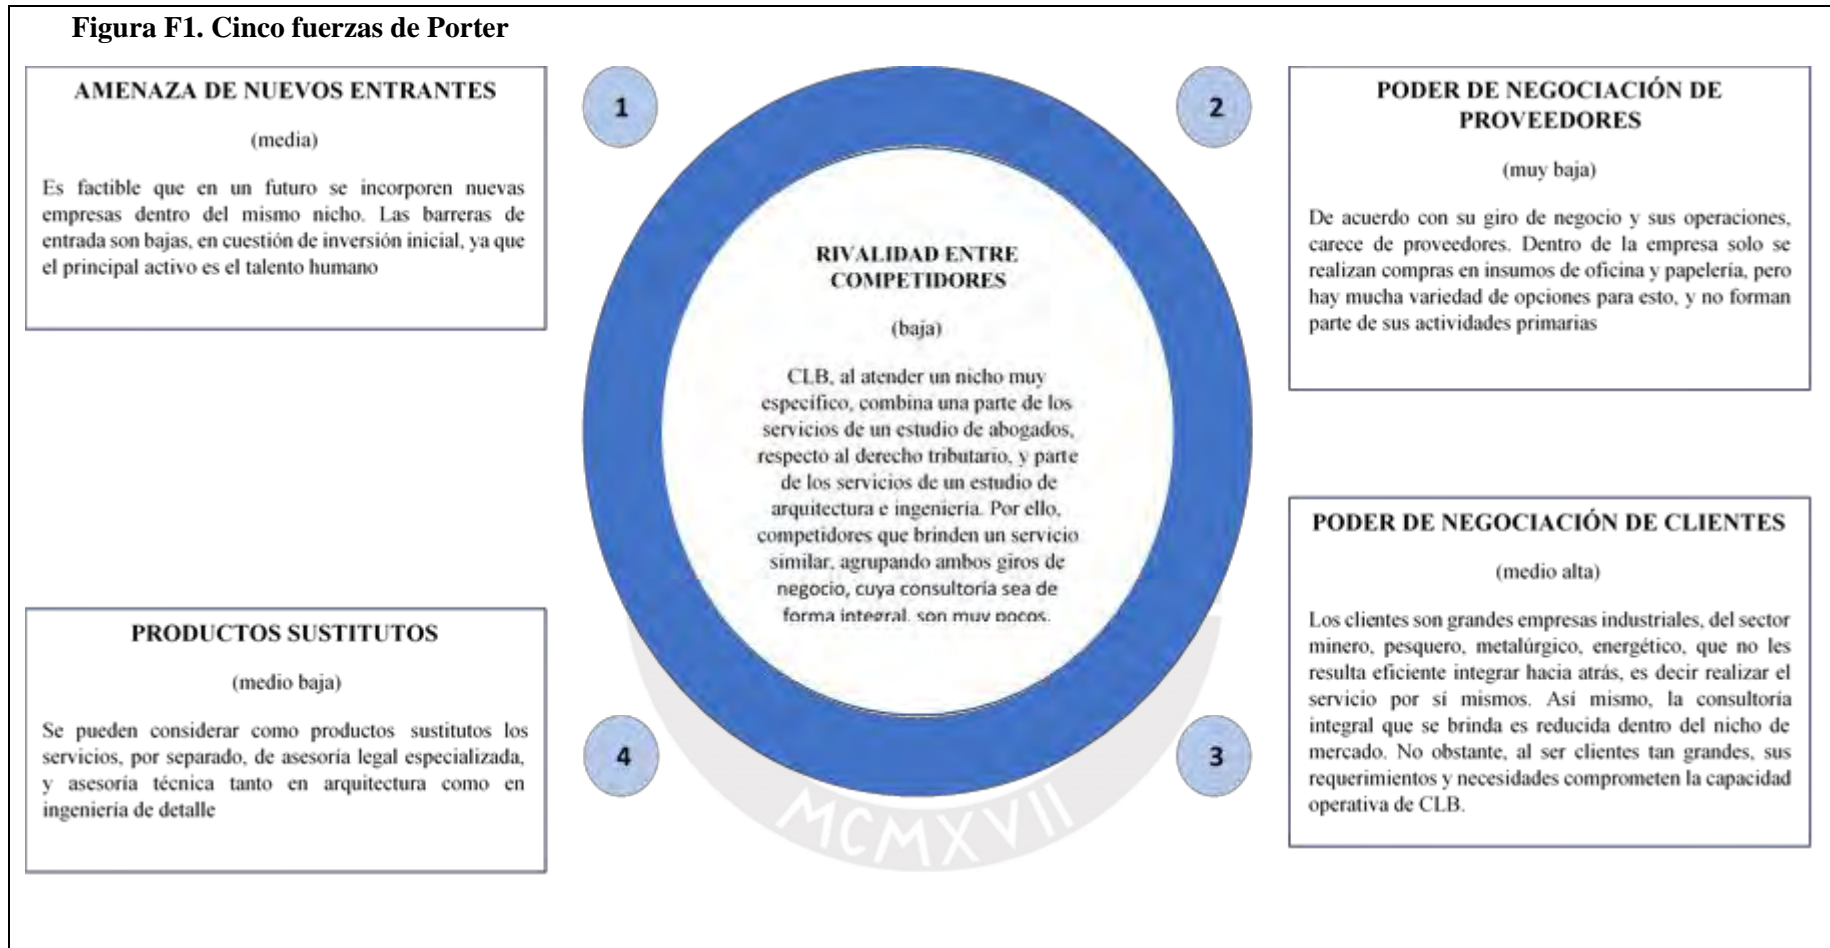 Figura F1. Cinco fuerzas de Porter
AMENAZA DE NUEVOS ENTRANTES
(media)
Es factible que en un futuro se incorporen nuevas
empresas dentro del mismo nicho. Las barreras de
entrada son bajas, en cuestión de inversión inicial, ya que
el principal activo es el talento humano
1
2
PODER DE NEGOCIACIÓN DE
PROVEEDORES
(muy baja)
De acuerdo con su giro de negocio y sus operaciones,
carece de proveedores. Dentro de la empresa solo se
realizan compras en insumos de oficina y papelería, pero
hay mucha variedad de opciones para esto, y no forman
parte de sus actividades primarias
RIVALIDAD ENTRE
COMPETIDORES
(baja)
CLB, al atender un nicho muy
específico, combina una parte de los
servicios de un estudio de abogados,
respecto al derecho tributario, y parte
de los servicios de un estudio de
arquitectura e ingeniería. Por ello,
competidores que brinden un servicio
similar, agrupando ambos giros de
negocio, cuya consultoría sea de
forma integral, son muy pocos.
PODER DE NEGOCIACIÓN DE CLIENTES
(medio alta)
Los clientes son grandes empresas industriales, del sector
minero, pesquero, metalúrgico, energético, que no les
resulta eficiente integrar hacia atrás, es decir realizar el
servicio por sí mismos. Así mismo, la consultoría
integral que se brinda es reducida dentro del nicho de
mercado. No obstante, al ser clientes tan grandes, sus
requerimientos y necesidades comprometen la capacidad
operativa de CLB.
3
PRODUCTOS SUSTITUTOS
(medio baja)
Se pueden considerar como productos sustitutos los
servicios, por separado, de asesoría legal especializada,
y asesoría técnica tanto en arquitectura como en
ingeniería de detalle
4
MCMXVII